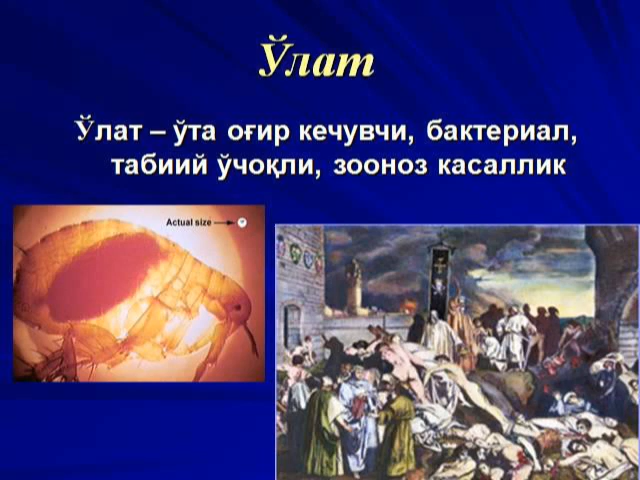 Ўлат
Ўлат – ўта оғир кечувчи, бактериал,
табиий ўчоқли, зооноз касаллик
Actual size